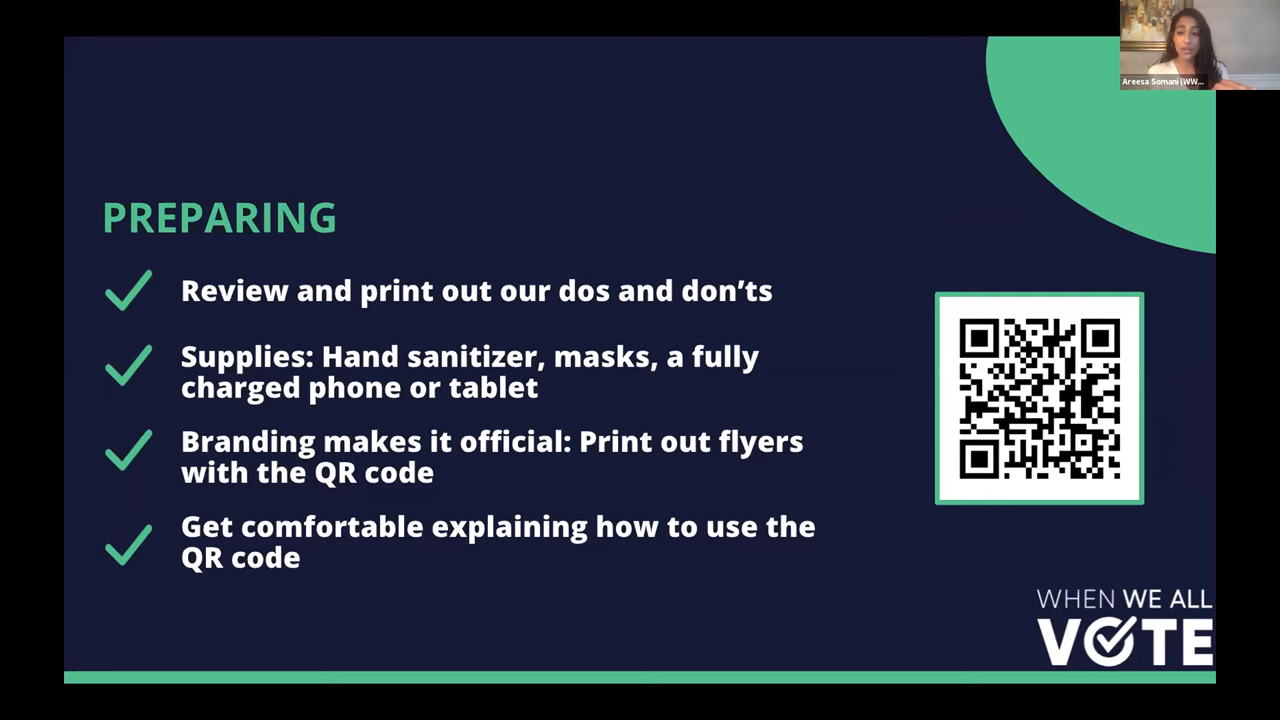 Areesa Somani (WW...
PREPARING
Review and print out our dos and don’ts
Supplies: Hand sanitizer, masks, a fully
charged phone or tablet
Branding makes it official: Print out flyers
with the QR code
Get comfortable explaining how to use the
QR code
WHEN WE ALL
VOTE